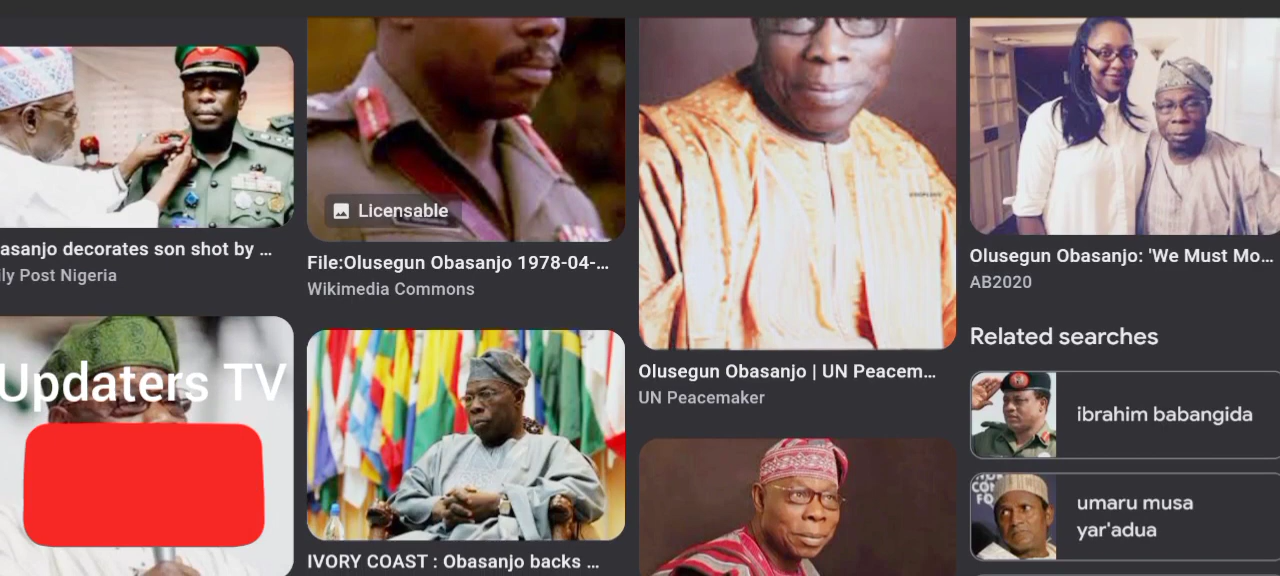 asanjo decorates son shot by ...
ily Post Nigeria
Updaters TV
Licensable
File:Olusegun Obasanjo 1978-04-...
Wikimedia Commons
IVORY COAST : Obasanjo backs ...
Olusegun Obasanjo | UN Peacem...
UN Peacemaker
Olusegun Obasanjo: 'We Must Mo...
AB2020
Related searches
ibrahim babangida
umaru musa
yar'adua